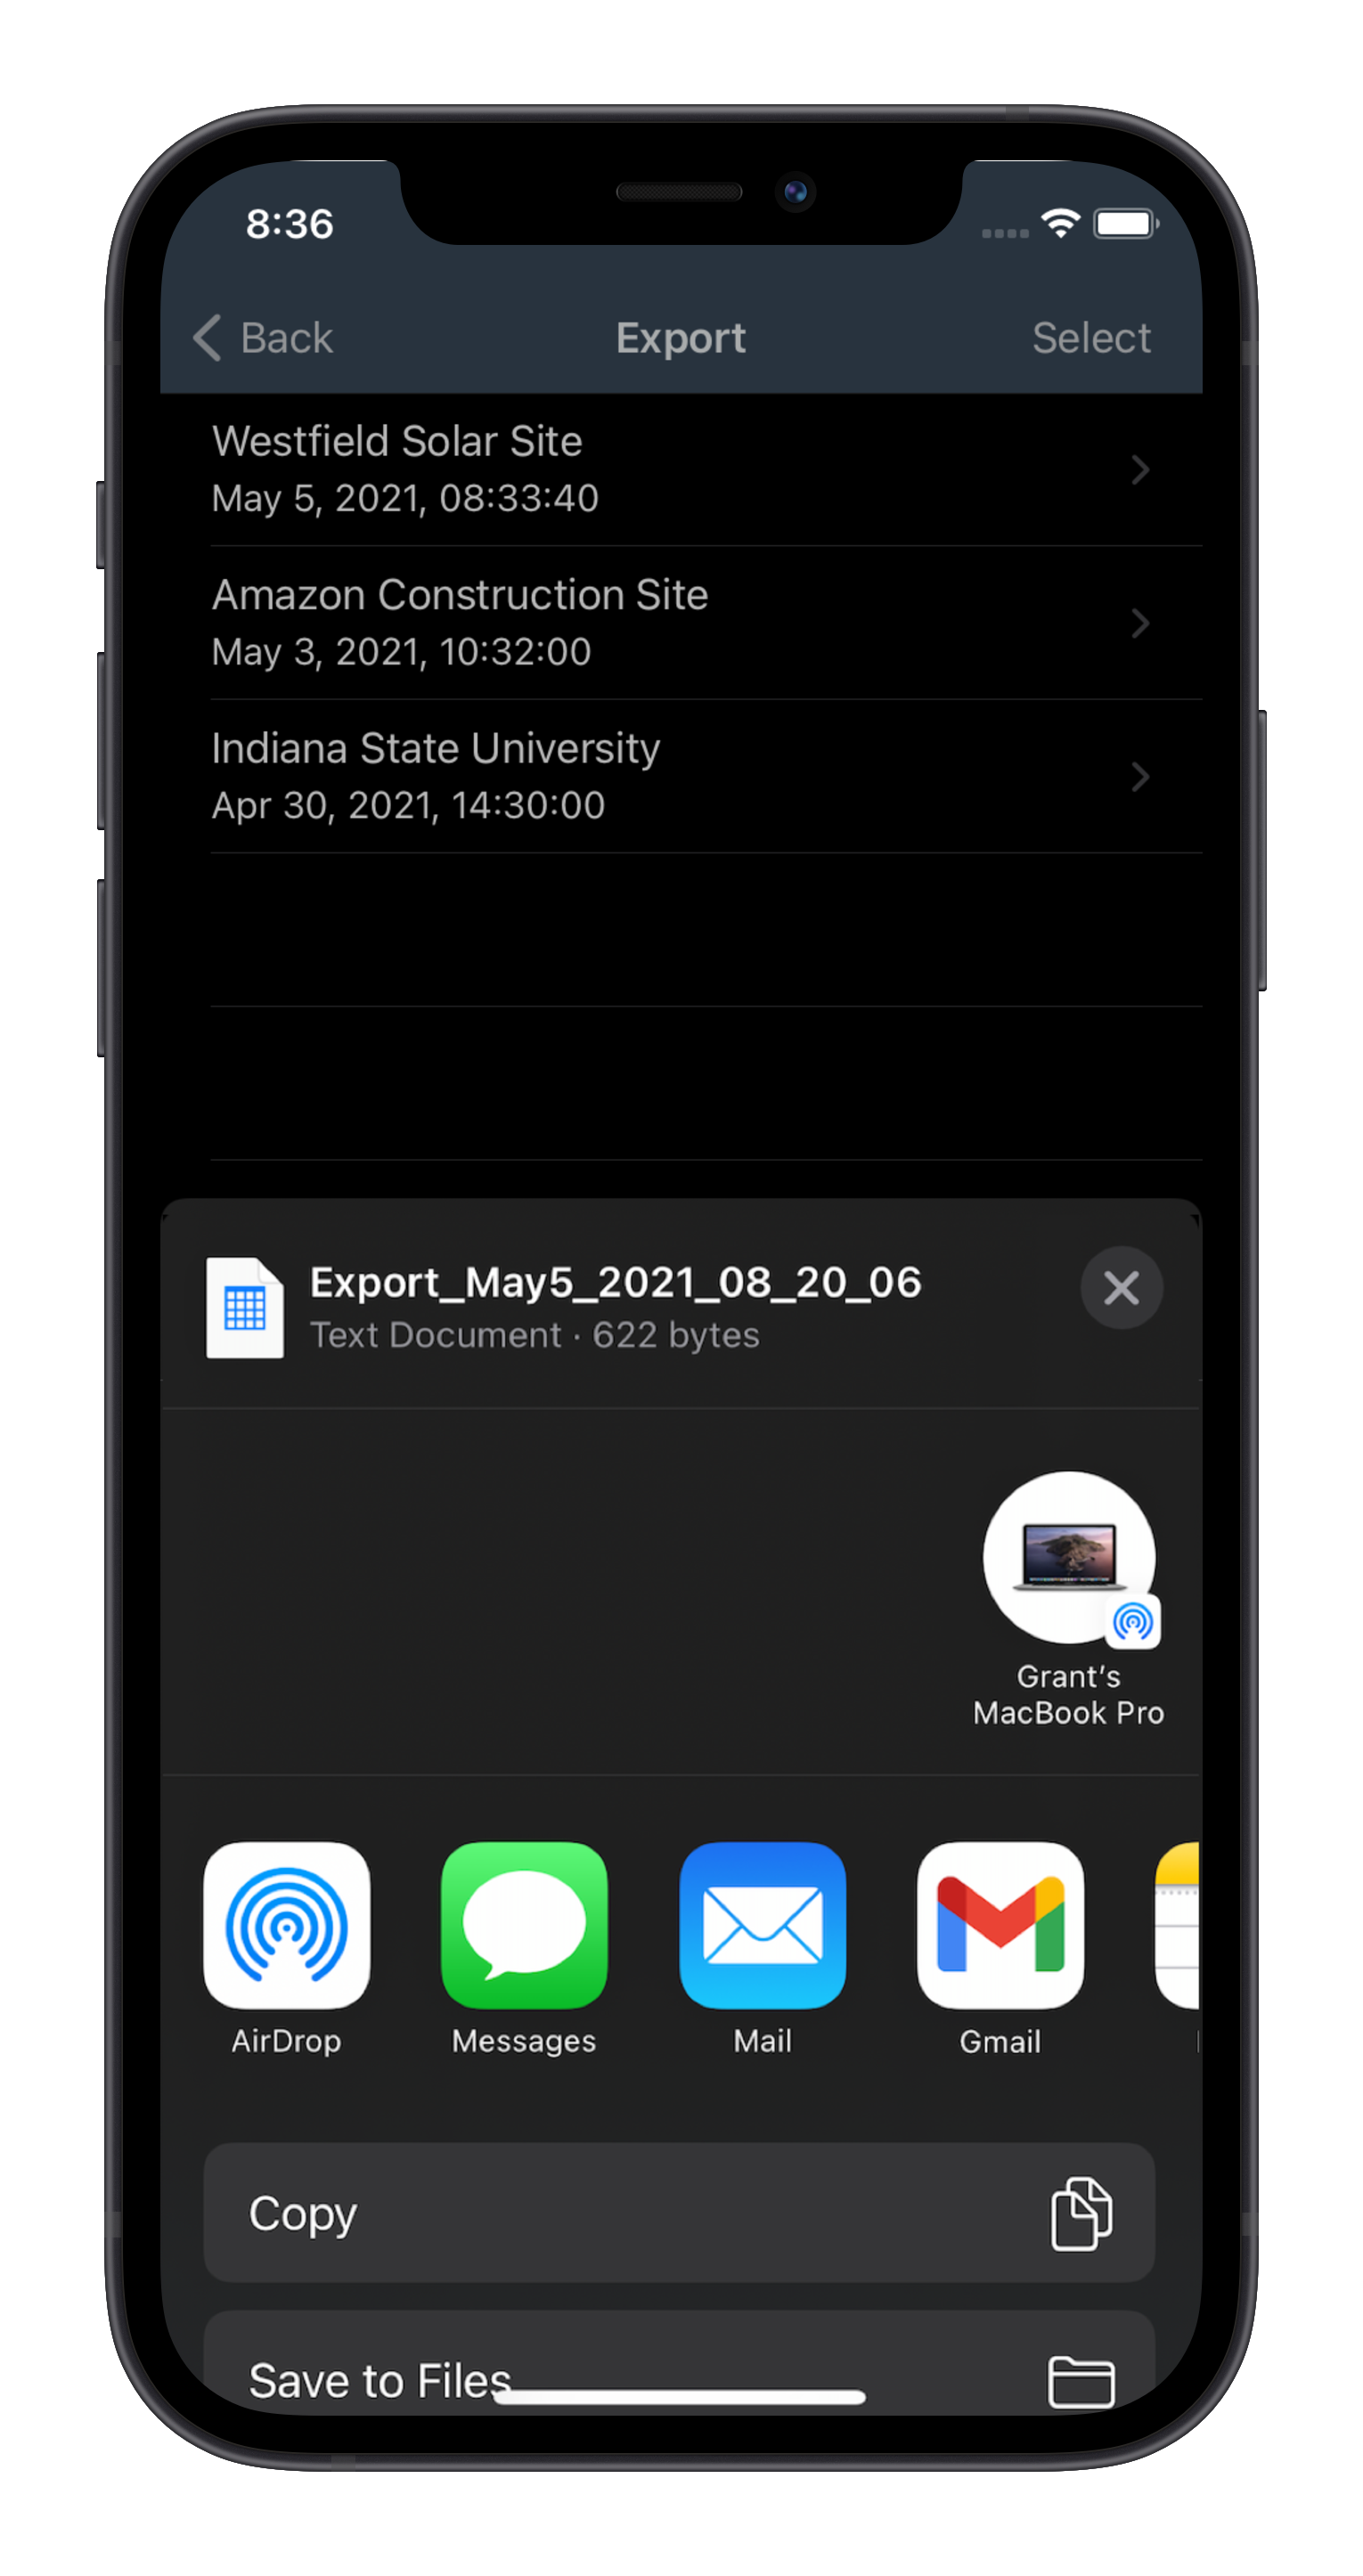 8:36
Back
Export
Select
Westfield Solar Site
May 5, 2021, 08:33:40
Amazon Construction Site
May 3, 2021, 10:32:00
Indiana State University
Apr 30, 2021, 14:30:00
Export_May5_2021_08_20_06
Text Document · 622 bytes
Grant's
MacBook Pro
AirDrop
Messages
Mail
Gmail
Copy
Save to Files